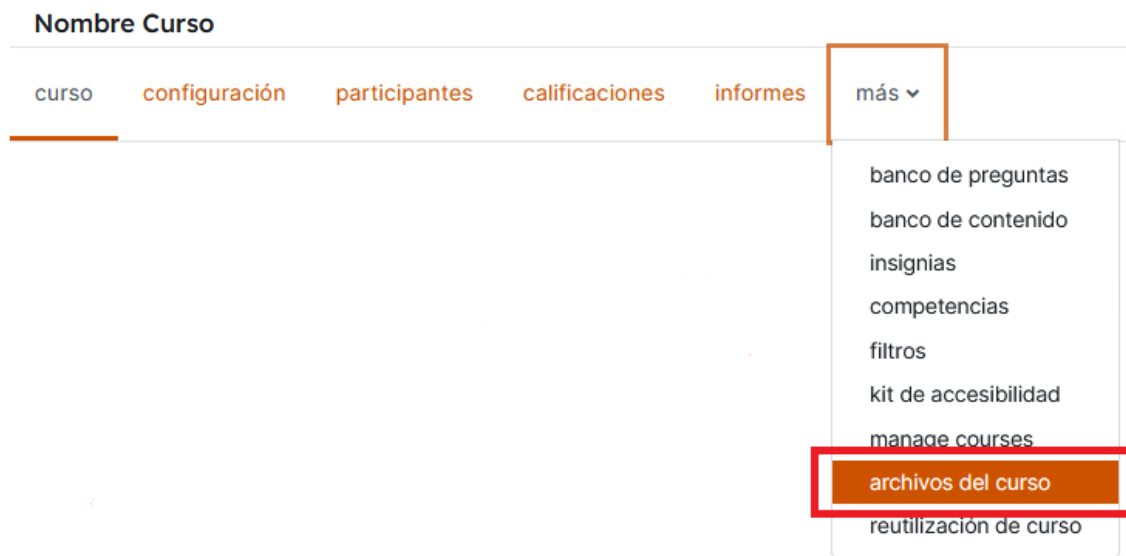 Nombre Curso
curso configuración participantes calificaciones informes más
banco de preguntas
banco de contenido
insignias
competencias
filtros
kit de accesibilidad
manage courses
archivos del curso
reutilización de curso